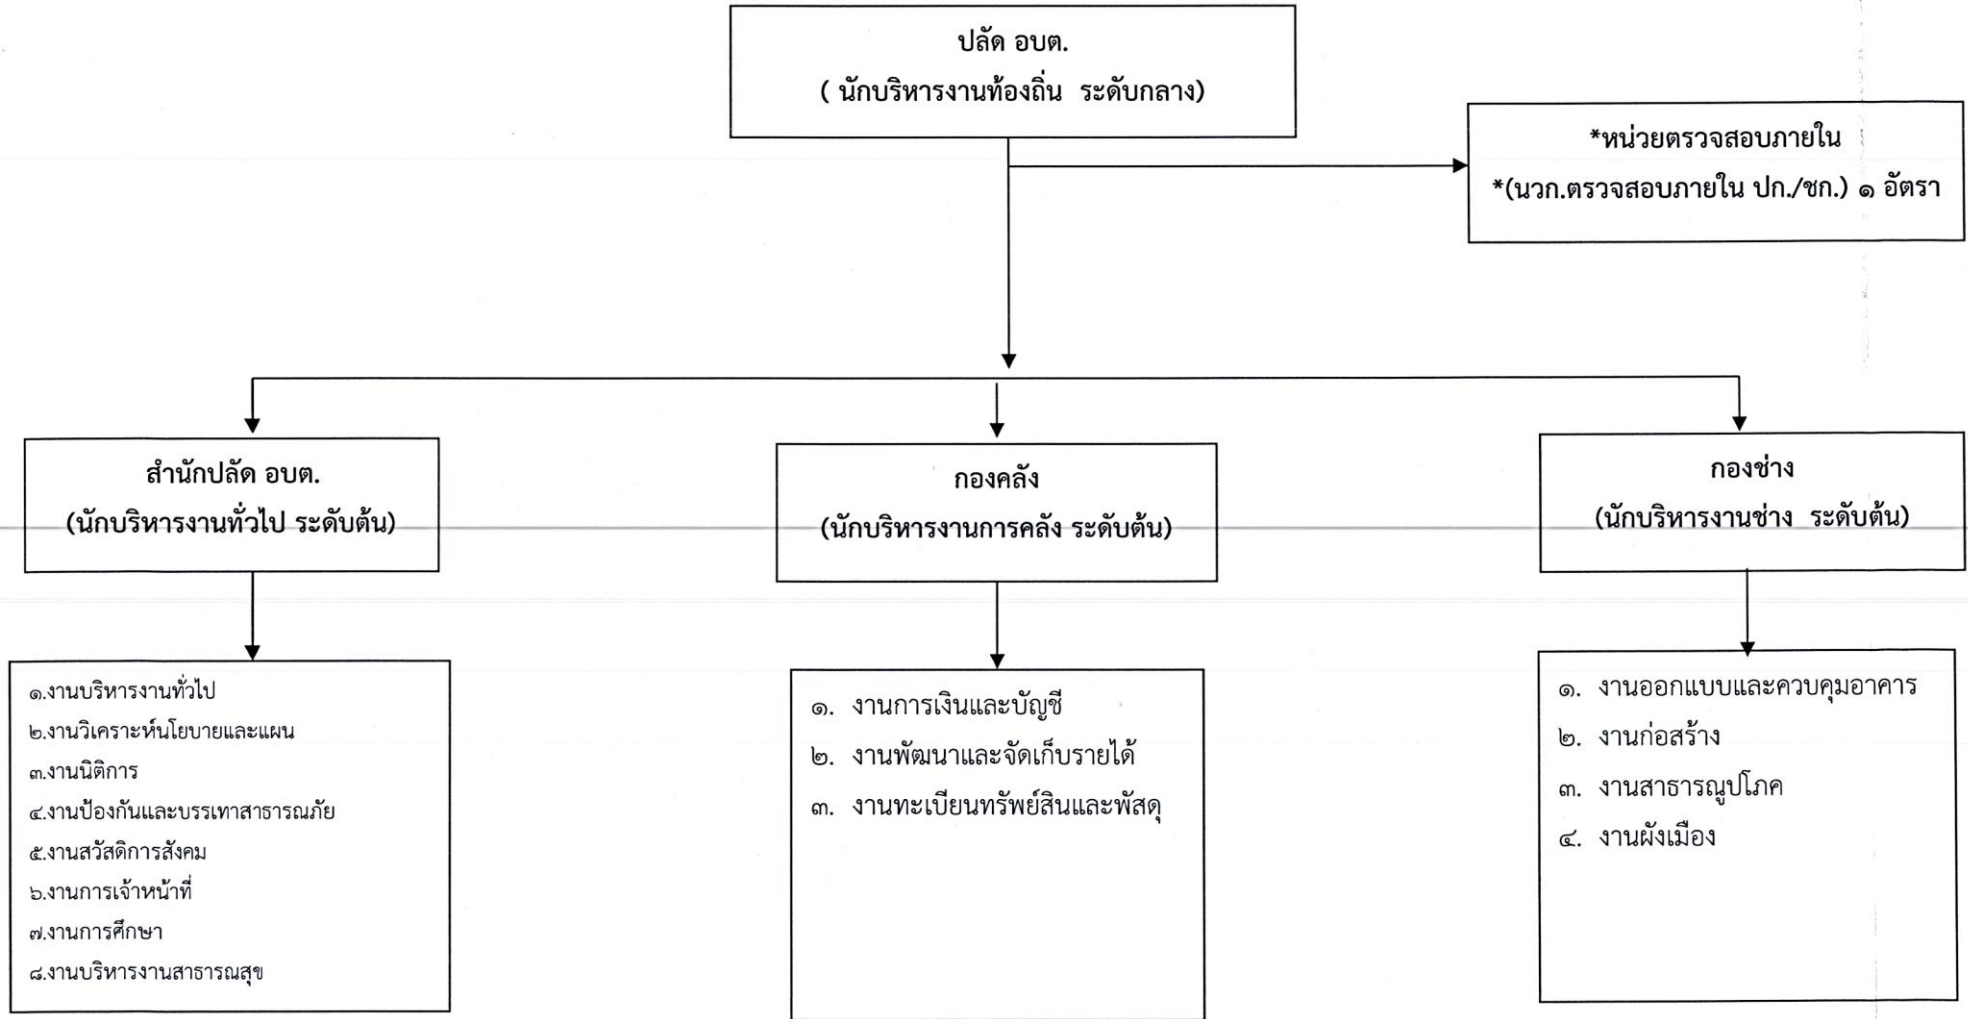 ปลัด อบต.
( นักบริหารงานท้องถิ่น ระดับกลาง)
*หน่วยตรวจสอบภายใน
*(นวก.ตรวจสอบภายใน ปก./ชก.) ๑ อัตรา
สำนักปลัด อบต.
(นักบริหารงานทั่วไป ระดับต้น)
กองคลัง
(นักบริหารงานการคลัง ระดับต้น)
กองช่าง
(นักบริหารงานช่าง ระดับต้น)
๑.งานบริหารงานทั่วไป
๒.งานวิเคราะห์นโยบายและแผน
๓.งานนิติการ
๔.งานป้องกันและบรรเทาสาธารณภัย
๕.งานสวัสดิการสังคม
๖.งานการเจ้าหน้าที่
๗.งานการศึกษา
๘.งานบริหารงานสาธารณสุข
๑. งานการเงินและบัญชี
๒. งานพัฒนาและจัดเก็บรายได้
๓. งานทะเบียนทรัพย์สินและพัสดุ
๑. งานออกแบบและควบคุมอาคาร
๒. งานก่อสร้าง
๓. งานสาธารณูปโภค
๔. งานผังเมือง